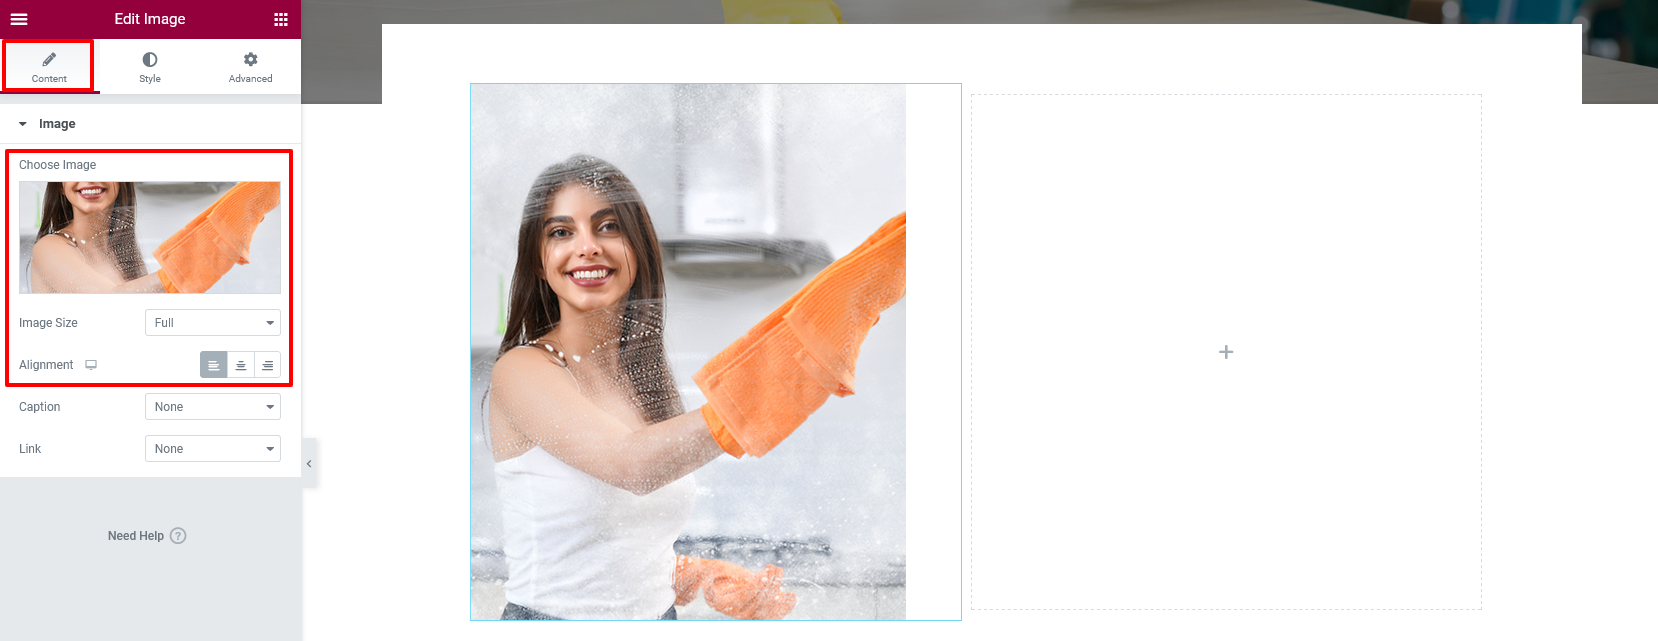 Edit Image
Content
Style
Advanced
Image
Choose Image
Image Size
Full
Alignment
Caption
None
Link
None
Need Help ?